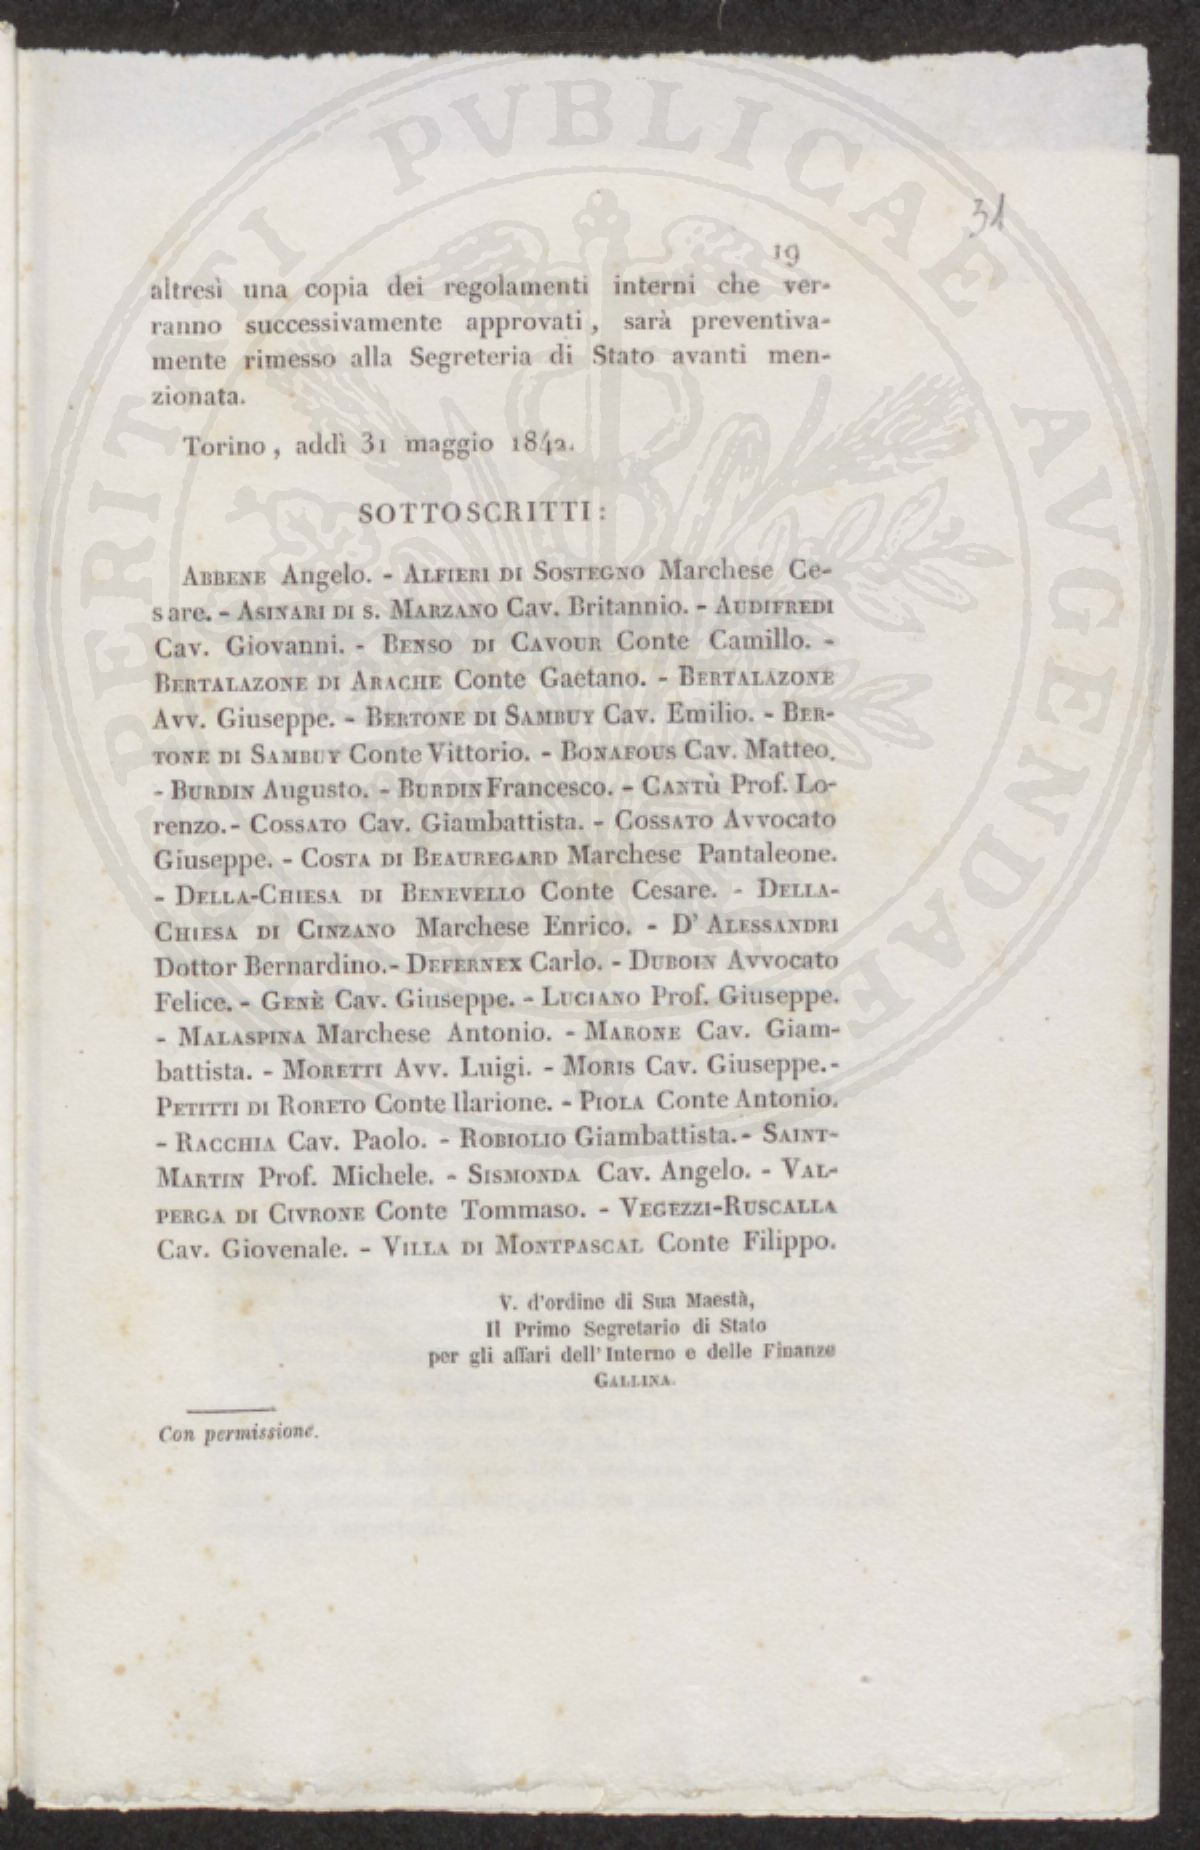 31
19
altresì una copia dei regolamenti interni che ver-
ranno successivamente approvati, sarà preventiva-
mente rimesso alla Segreteria di Stato avanti men-
zionata.
Torino, addì 31 maggio 1842.
SOTTOSCRITTI:
ABBENE Angelo. - ALFIERI DI SOSTEGNO Marchese Ce-
sare. - ASINARI DI S. MARZANO Cav. Britannio. - AUDIFREDI
Cav. Giovanni. - BENSO DI CAVOUR Conte Camillo. -
BERTALAZONE DI ARACHE Conte Gaetano. - BERTALAZONE
Avv. Giuseppe. - BERTONE DI SAMBUY Cav. Emilio. - BER-
TONE DI SAMBUY Conte Vittorio. - BONAFOUS Cav. Matteo.
- BURDIN Augusto. - BURDIN Francesco. - CANTÙ Prof. Lo-
renzo. - COSSATO Cav. Giambattista. - COSSATO Avvocato
Giuseppe. - COSTA DI BEAUREGARD Marchese Pantaleone.
- DELLA-CHIESA DI BENEVELLO Conte Cesare. - DELLA-
CHIESA DI CINZANO Marchese Enrico. - D' ALESSANDRI
Dottor Bernardino. - DEFERNEX Carlo. - DUBOIN Avvocato
Felice. - GENÈ Cav. Giuseppe. - LUCIANO Prof. Giuseppe.
- MALASPINA Marchese Antonio. - MARONE Cav. Giam-
battista. - MORETTI Avv. Luigi. - MORIS Cav. Giuseppe. -
PETITTI DI RORETO Conte Ilarione. - PIOLA Conte Antonio.
- RACCHIA Cav. Paolo. - ROBIOLIO Giambattista. - SAINT-
MARTIN Prof. Michele. - SISMONDA Cav. Angelo. - VAL-
PERGA DI CIVRONE Conte Tommaso. - VEGEZZI-RUSCALLA
Cav. Giovenale. - VILLA DI MONTPASCAL Conte Filippo.
V. d'ordine di Sua Maestà,
Il Primo Segretario di Stato
per gli affari dell'Interno e delle Finanze
GALLINA.
Con permissione.
PERITATI PVBLICAE AVGENDAE